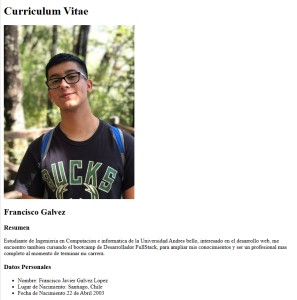 Curriculum Vitae
BUCKS
Francisco Galvez
Resumen
Estudiante de Ingenieria en Computacion e informatica de la Universidad Andres bello, interesado en el desarrollo web, me
encuentro tambien cursando el bootcamp de Desarrollador FullStack, para ampliar mis conocimientos y ser un profesional mas
completo al momento de terminar mi carrera.
Datos Personales
Nombre: Francisco Javier Galvez Lopez
Lugar de Nacimiento: Santiago, Chile
Fecha de Nacimiento:22 de Abril 2003